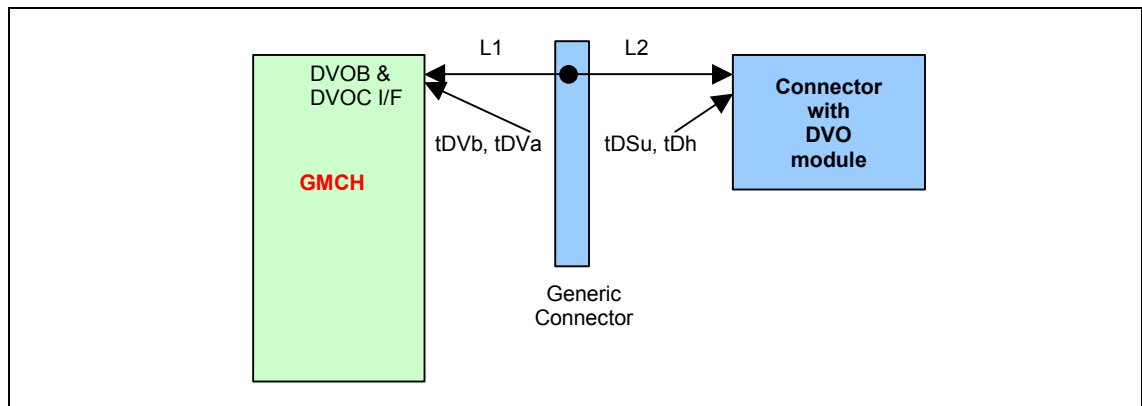 L1
L2
DVOB &
DVOC I/F
Connector
with
DVO
module
tDVb, tDVa
tDSu, tDh
GMCH
Generic
Connector